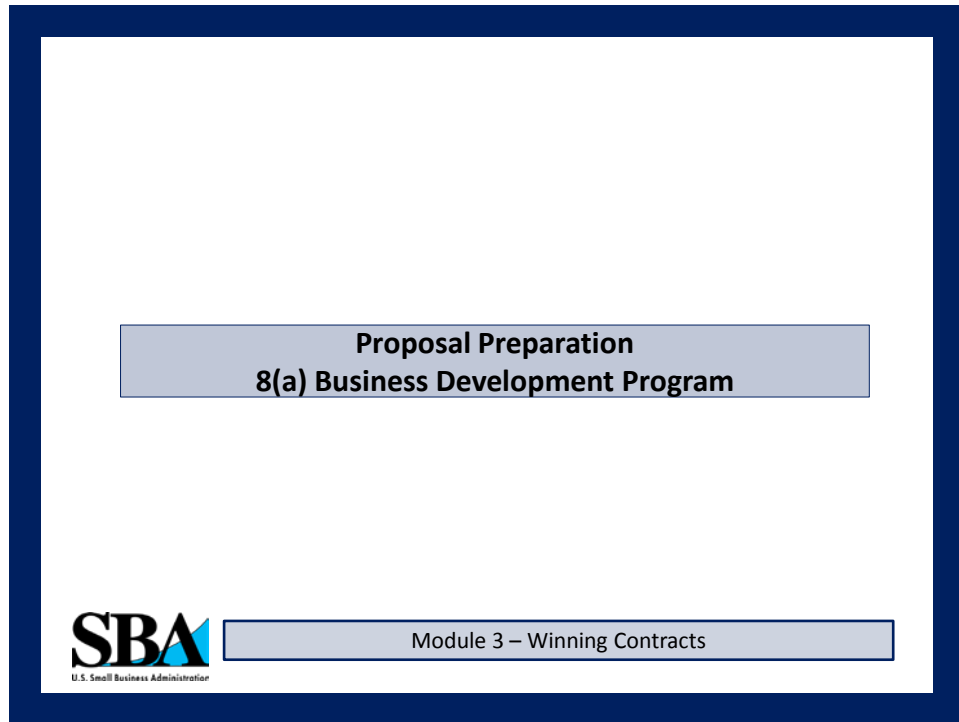 Proposal Preparation
8(a) Business Development Program
SBA
U.S. Small Business Administration
Module 3 – Winning Contracts